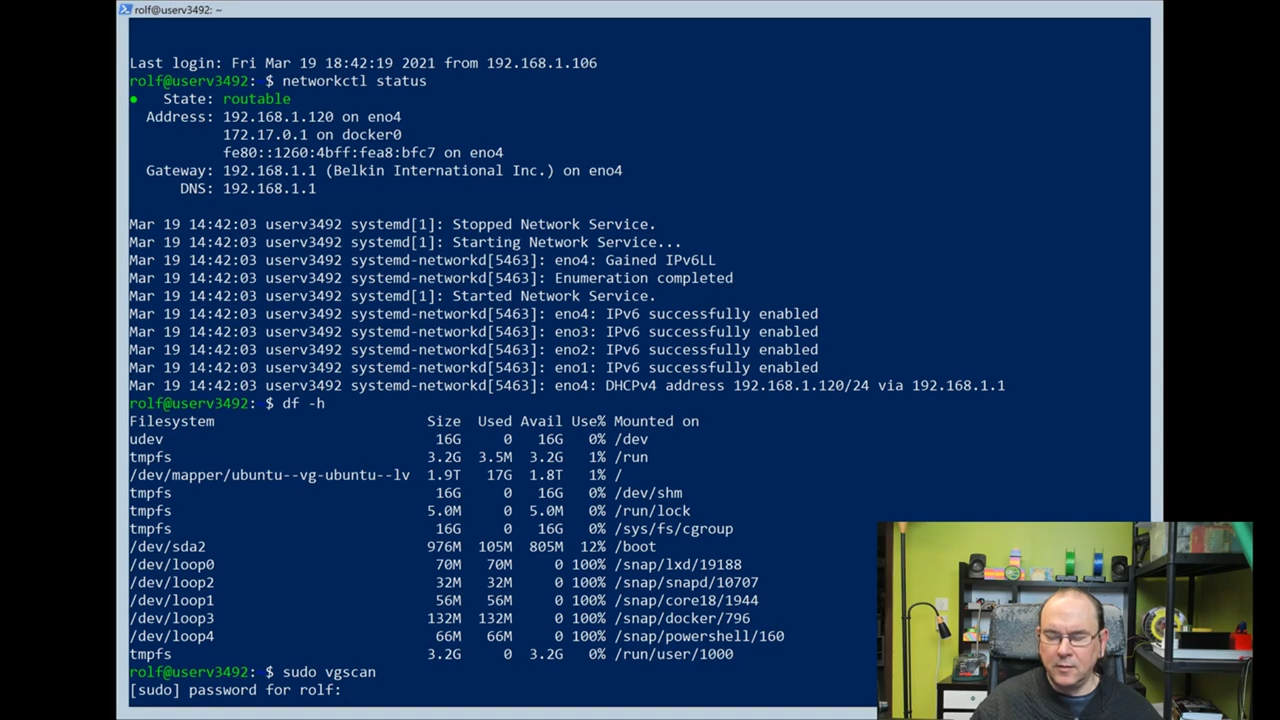 rolf@userv3492: ~
Last login: Fri Mar 19 18:42:19 2021 from 192.168.1.106
rolf@userv3492:~$ networkctl status
● State: routable
Address: 192.168.1.120 on eno4
172.17.0.1 on docker0
fe80::1260:4bff:fea8:bfc7 on eno4
Gateway: 192.168.1.1 (Belkin International Inc.) on eno4
DNS: 192.168.1.1
Mar 19 14:42:03 userv3492 systemd[1]: Stopped Network Service.
Mar 19 14:42:03 userv3492 systemd[1]: Starting Network Service...
Mar 19 14:42:03 userv3492 systemd-networkd[5463]: eno4: Gained IPv6LL
Mar 19 14:42:03 userv3492 systemd-networkd[5463]: Enumeration completed
Mar 19 14:42:03 userv3492 systemd[1]: Started Network Service.
Mar 19 14:42:03 userv3492 systemd-networkd[5463]: eno4: IPv6 successfully enabled
Mar 19 14:42:03 userv3492 systemd-networkd[5463]: eno3: IPv6 successfully enabled
Mar 19 14:42:03 userv3492 systemd-networkd[5463]: eno2: IPv6 successfully enabled
Mar 19 14:42:03 userv3492 systemd-networkd[5463]: eno1: IPv6 successfully enabled
Mar 19 14:42:03 userv3492 systemd-networkd[5463]: eno4: DHCPv4 address 192.168.1.120/24 via 192.168.1.1
rolf@userv3492:~$ df -h
Filesystem Size Used Avail Use% Mounted on
udev 16G 0 16G 0% /dev
tmpfs 3.2G 3.5M 3.2G 1% /run
/dev/mapper/ubuntu--vg-ubuntu--lv 1.9T 17G 1.8T 1% /
tmpfs 16G 0 16G 0% /dev/shm
tmpfs 5.0M 0 5.0M 0% /run/lock
tmpfs 16G 0 16G 0% /sys/fs/cgroup
/dev/sda2 976M 105M 805M 12% /boot
/dev/loop0 70M 70M 0 100% /snap/lxd/19188
/dev/loop2 32M 32M 0 100% /snap/snapd/10707
/dev/loop1 56M 56M 0 100% /snap/core18/1944
/dev/loop3 132M 132M 0 100% /snap/docker/796
/dev/loop4 66M 66M 0 100% /snap/powershell/160
tmpfs 3.2G 0 3.2G 0% /run/user/1000
rolf@userv3492:~$ sudo vgscan
[sudo] password for rolf: